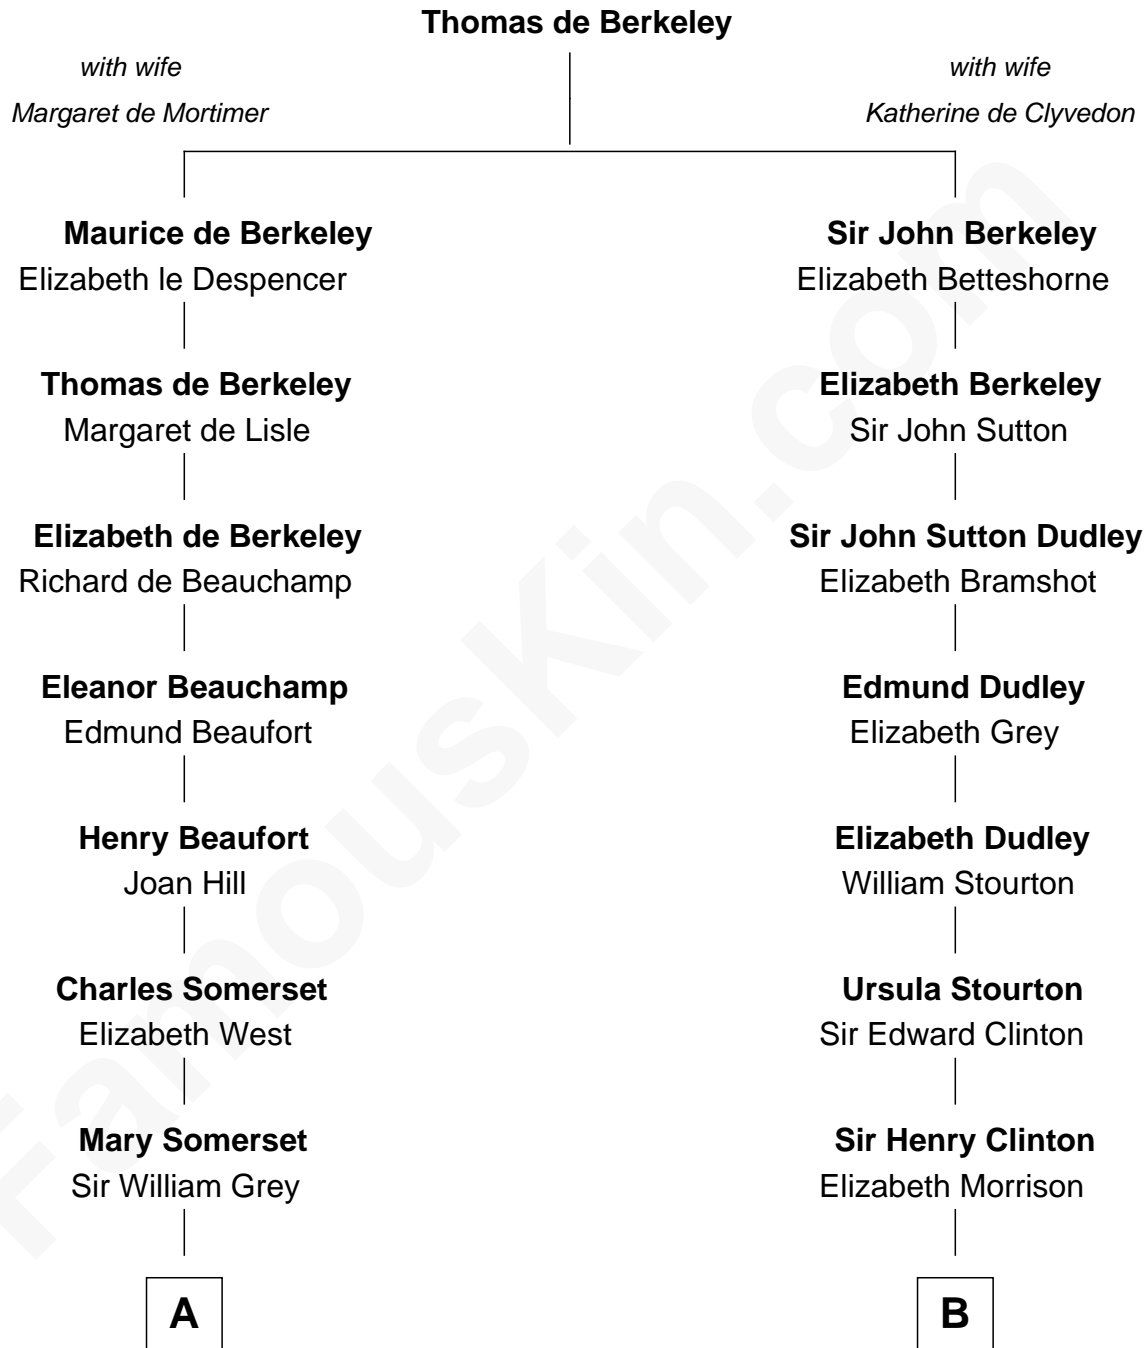 Thomas de Berkeley
with wife
Margaret de Mortimer
with wife
Katherine de Clyvedon
Maurice de Berkeley
Elizabeth le Despencer
Sir John Berkeley
Elizabeth Betteshorne
Thomas de Berkeley
Margaret de Lisle
Elizabeth Berkeley
Sir John Sutton
Elizabeth de Berkeley
Richard de Beauchamp
Sir John Sutton Dudley
Elizabeth Bramshot
Eleanor Beauchamp
Edmund Beaufort
Edmund Dudley
Elizabeth Grey
Henry Beaufort
Joan Hill
Elizabeth Dudley
William Stourton
Charles Somerset
Elizabeth West
Ursula Stourton
Sir Edward Clinton
Mary Somerset
Sir William Grey
Sir Henry Clinton
Elizabeth Morrison
A
B
FamousKin.com